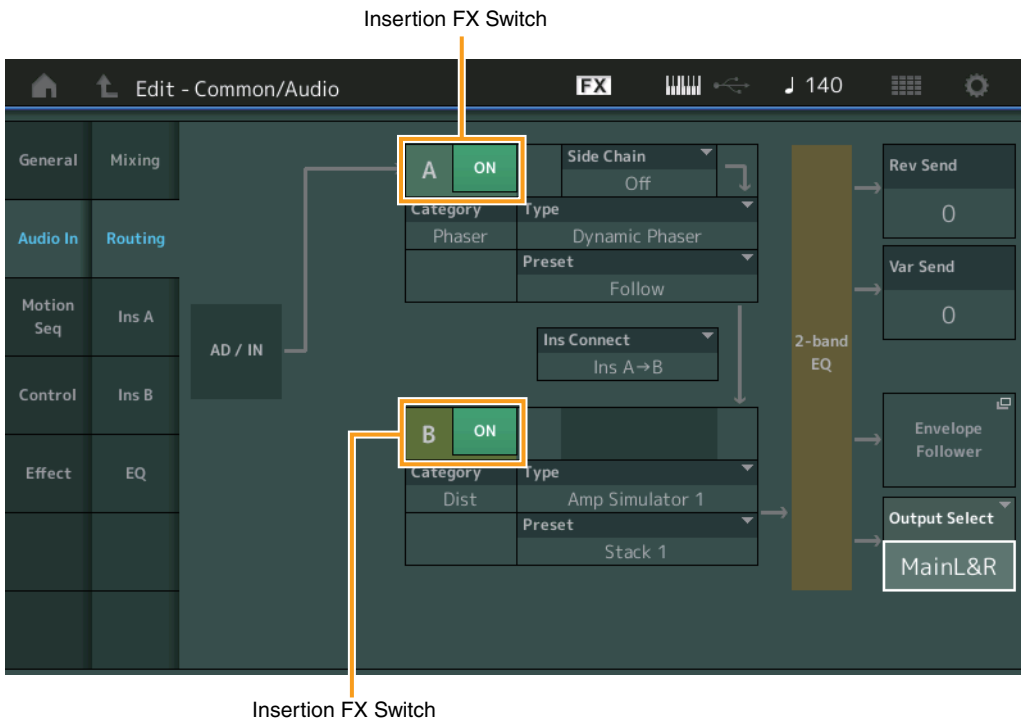 Insertion FX Switch
Edit - Common/Audio
FX
♩ 140
General
Mixing
Audio In
Routing
Motion
Seq
Ins A
Control
Ins B
Effect
EQ
AD / IN
A
ON
Side Chain
Off
Category
Type
Phaser
Dynamic Phaser
Preset
Follow
Ins Connect
Ins A→B
B
ON
Category
Type
Dist
Amp Simulator 1
Preset
Stack 1
2-band
EQ
Rev Send
0
Var Send
0
Envelope
Follower
Output Select
MainL&R
Insertion FX Switch